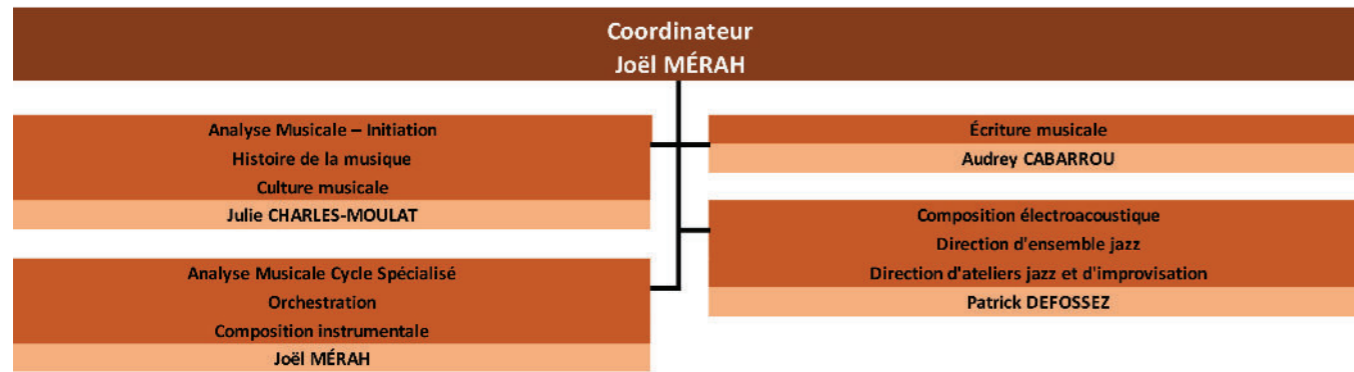 Coordinateur
Joël MÉRAH
Analyse Musicale – Initiation
Histoire de la musique
Culture musicale
Julie CHARLES-MOULAT
Écriture musicale
Audrey CABARROU
Composition électroacoustique
Direction d'ensemble jazz
Direction d'ateliers jazz et d'improvisation
Patrick DEFOSSEZ
Analyse Musicale Cycle Spécialisé
Orchestration
Composition instrumentale
Joël MÉRAH